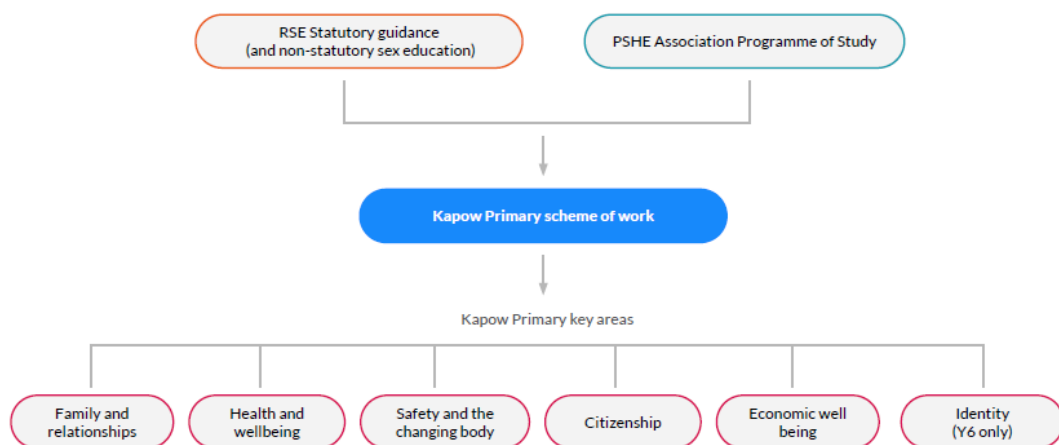 RSE Statutory guidance
(and non-statutory sex education)
PSHE Association Programme of Study
Kapow Primary scheme of work
Kapow Primary key areas
Family and
relationships
Health and
wellbeing
Safety and the
changing body
Citizenship
Economic well
being
Identity
(Y6 only)